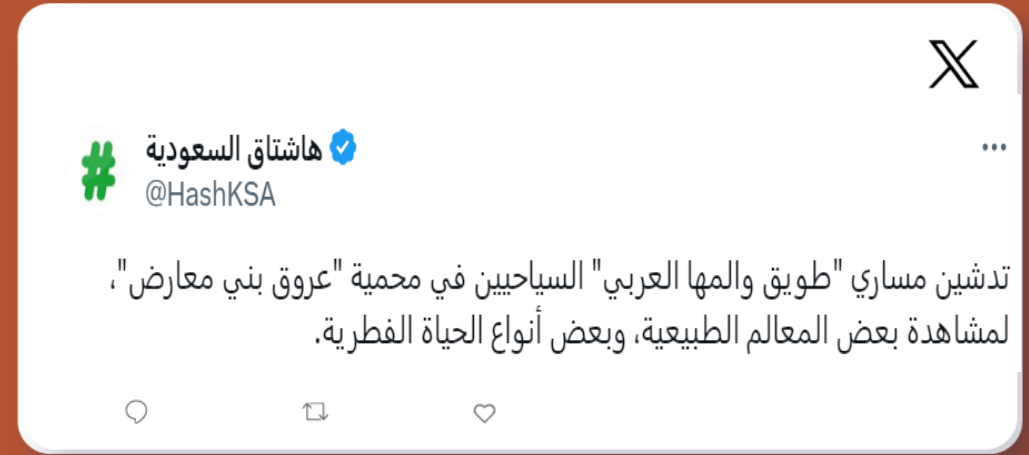 هاشتاق السعودية
@HashKSA
تدشين مساري "طويق والمها العربي" السياحيين في محمية "عروق بني معارض"،
لمشاهدة بعض المعالم الطبيعية، وبعض أنواع الحياة الفطرية.